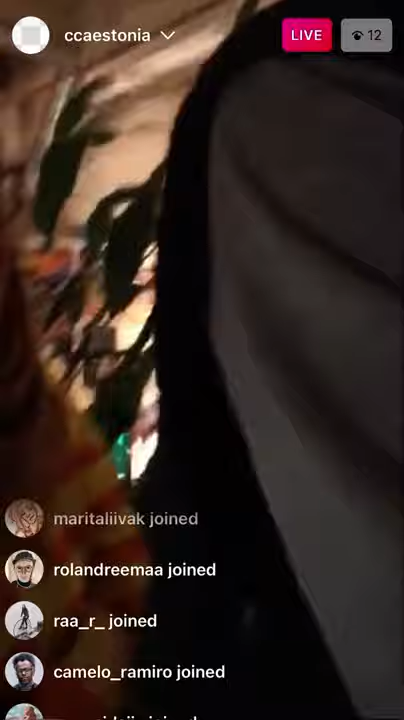 ccaestonia
LIVE
12
maritaliivak joined
rolandreemaa joined
raa_r_ joined
camelo_ramiro joined